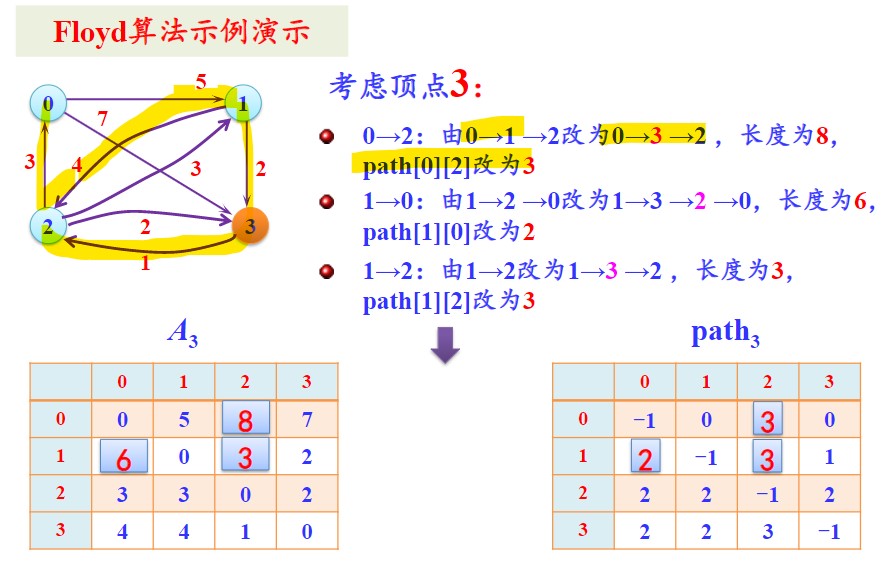 Floyd算法示例演示
考虑顶点3：
0→2：由0→1 →2改为0→3 →2 ，长度为8，
path[0][2]改为3
1→0：由1→2 →0改为1→3 →2 →0，长度为6，
path[1][0]改为2
1→2：由1→2改为1→3 →2 ，长度为3，
path[1][2]改为3
0
5
1
7
3
4
3
2
2
2
3
1
A3
0 1 2 3
0 0 5 8 7
1 6 0 3 2
2 3 3 0 2
3 4 4 1 0
path3
0 1 2 3
0 −1 0 3 0
1 2 −1 3 1
2 2 2 −1 2
3 2 2 3 −1